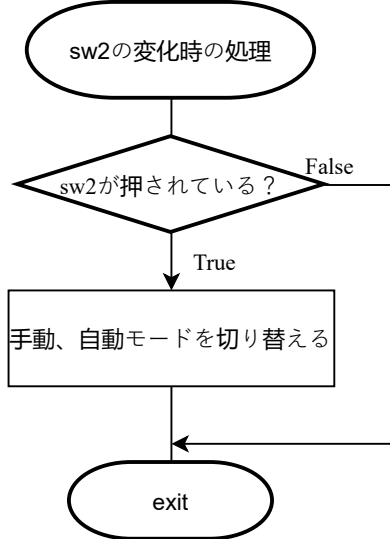 sw2の変化時の処理
sw2が押されている？
False
True
手動、自動モードを切り替える
exit